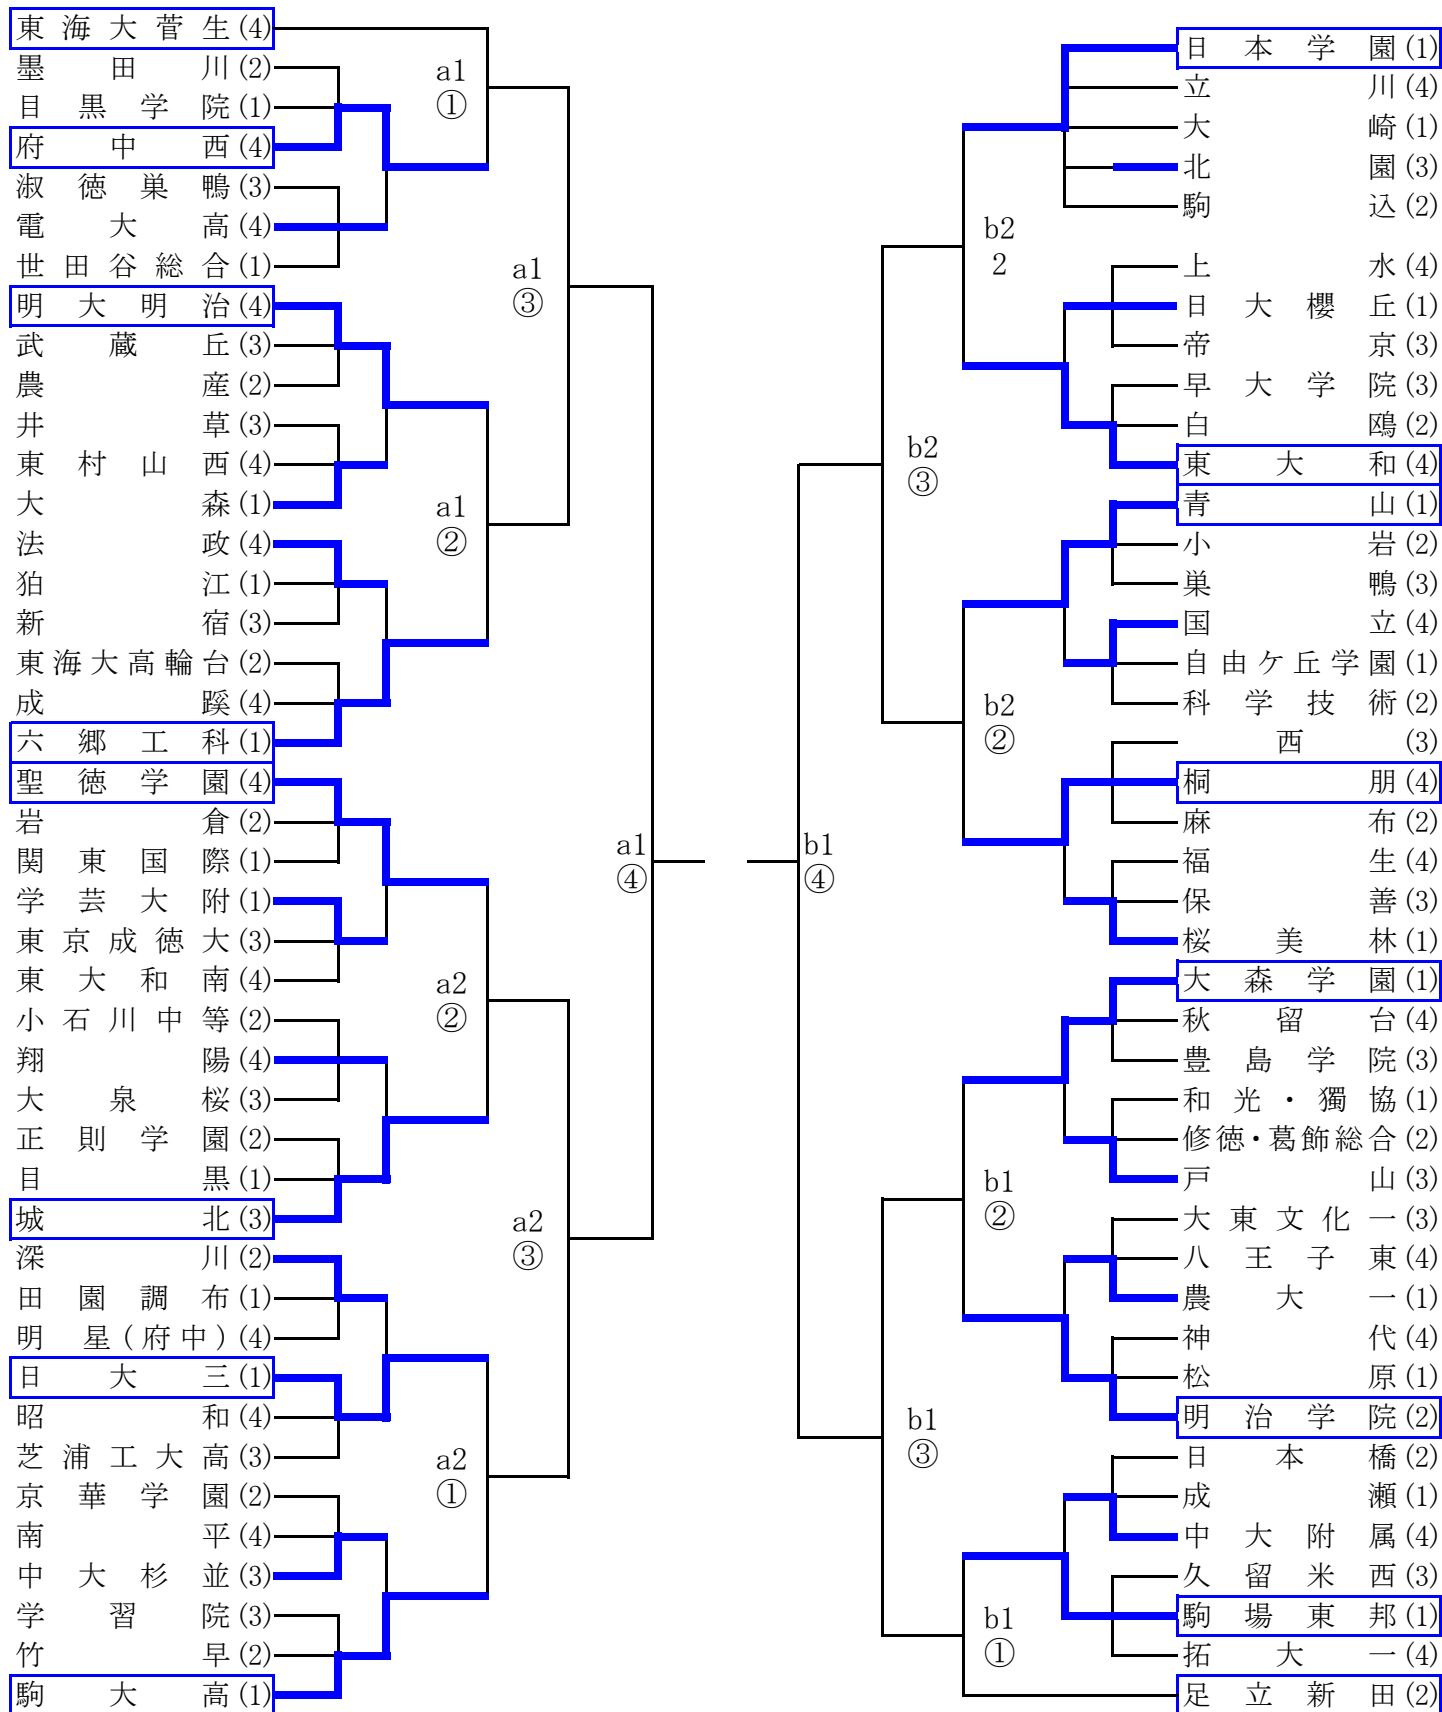 東海大菅生(4)
墨田川(2)
目黒学院(1)
府中西(4)
淑徳巣鴨(3)
電大高(4)
世田谷総合(1)
明大明治(4)
武蔵丘(3)
農産(2)
井草(3)
東村山西(4)
大森(1)
法政(4)
狛江(1)
新宿(3)
東海大高輪台(2)
成蹊(4)
六郷工科(1)
聖徳学園(4)
岩倉(2)
関東国際(1)
学芸大附(1)
東京成徳大(3)
東大和南(4)
小石川中等(2)
翔陽(4)
大泉桜(3)
正則学園(2)
目黒(1)
城北(3)
深川(2)
田園調布(1)
明星(府中)(4)
日大三(1)
昭和(4)
芝浦工大高(3)
京華学園(2)
南平(4)
中大杉並(3)
学習院(3)
竹早(2)
駒大高(1)
a1
①
a1
③
a1
②
a1
④
a2
②
a2
③
a2
①
b2
2
b2
③
b2
②
b1
④
b1
②
b1
③
b1
①
日本学園(1)
立川(4)
大崎(1)
北園(3)
駒込(2)
上水(4)
日大櫻丘(1)
帝京(3)
早大学院(3)
白鴎(2)
東大和(4)
青山(1)
小岩(2)
巣鴨(3)
国立(4)
自由ケ丘学園(1)
科学技術(2)
西(3)
桐朋(4)
麻布(2)
福生(4)
保善(3)
桜美林(1)
大森学園(1)
秋留台(4)
豊島学院(3)
和光・獨協(1)
修徳・葛飾総合(2)
戸山(3)
大東文化一(3)
八王子東(4)
農大一(1)
神代(4)
松原(1)
明治学院(2)
日本橋(2)
成瀬(1)
中大附属(4)
久留米西(3)
駒場東邦(1)
拓大一(4)
足立新田(2)